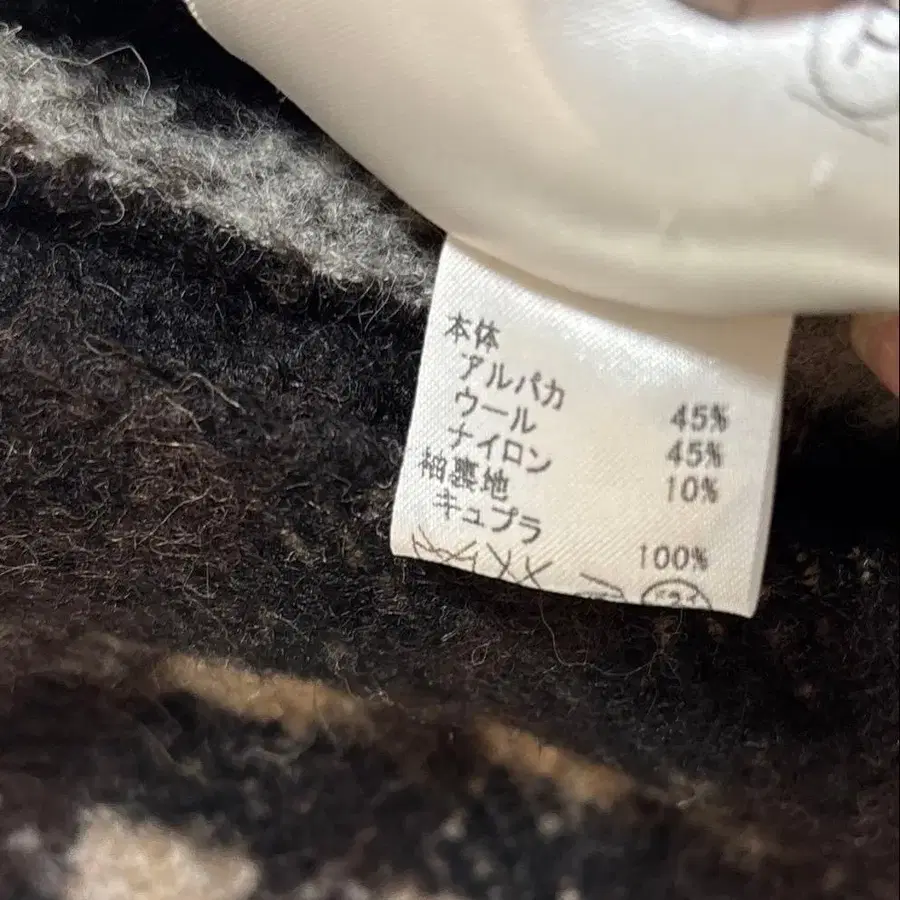 本体
アルパカ 45%
ウール 45%
ナイロン 10%
袖裏地
キュプラ 100%